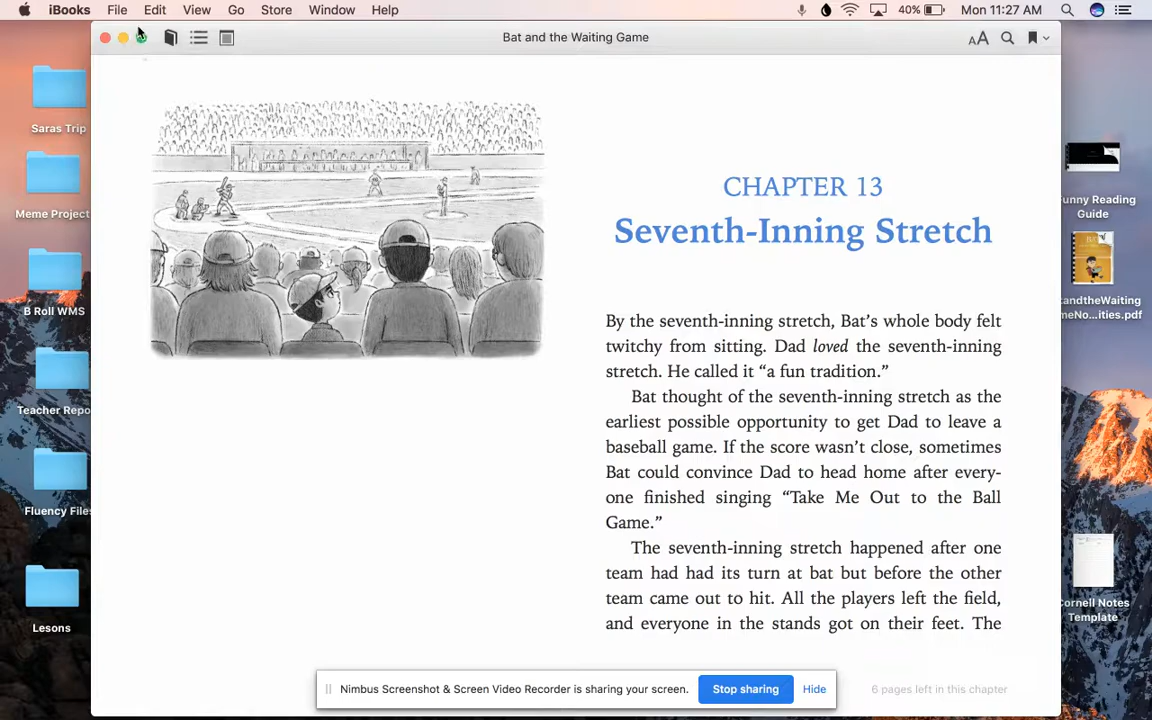 iBooks File Edit View Go Store Window Help 40% Mon 11:27 AM
Bat and the Waiting Game AA
Saras Trip
Meme Project
B Roll WMS
Teacher Repo
Fluency Files
Lesons
CHAPTER 13
Seventh-Inning Stretch
By the seventh-inning stretch, Bat’s whole body felt
twitchy from sitting. Dad loved the seventh-inning
stretch. He called it “a fun tradition.”
Bat thought of the seventh-inning stretch as the
earliest possible opportunity to get Dad to leave a
baseball game. If the score wasn’t close, sometimes
Bat could convince Dad to head home after every-
one finished singing “Take Me Out to the Ball
Game.”
The seventh-inning stretch happened after one
team had had its turn at bat but before the other
team came out to hit. All the players left the field,
and everyone in the stands got on their feet. The
6 pages left in this chapter
Nimbus Screenshot & Screen Video Recorder is sharing your screen. Stop sharing Hide
unny Reading
Guide
tandtheWaiting
meNo...ities.pdf
Cornell Notes
Template